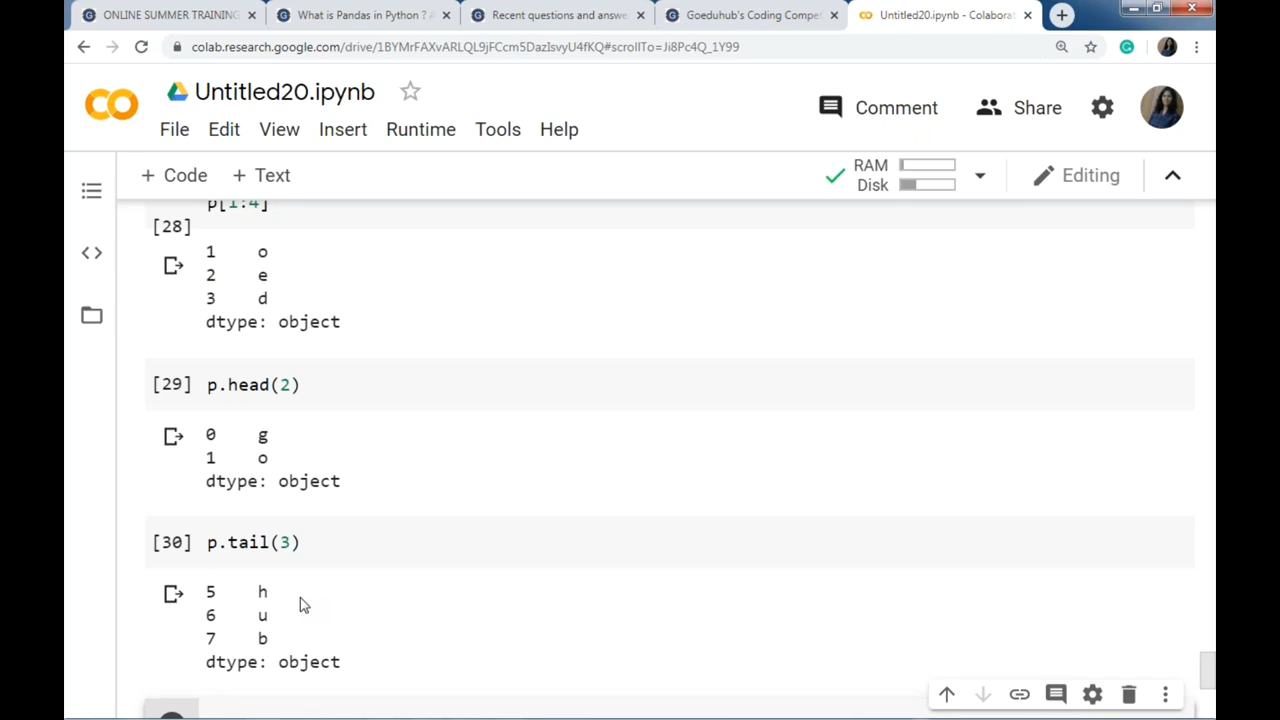 ONLINE SUMMER TRAINING
What is Pandas in Python ? A
Recent questions and answe
Goeduhub's Coding Compet
Untitled20.ipynb - Colaborat
colab.research.google.com/drive/1BYMrFAXvARLQL9jFCcm5DazIsvyU4fKQ#scrollTo=Ji8Pc4Q_1Y99
Untitled20.ipynb
Comment
Share
File Edit View Insert Runtime Tools Help
+ Code + Text
RAM
Disk
Editing
p[1:4]
[28]
1 o
2 e
3 d
dtype: object
[29] p.head(2)
0 g
1 o
dtype: object
[30] p.tail(3)
5 h
6 u
7 b
dtype: object